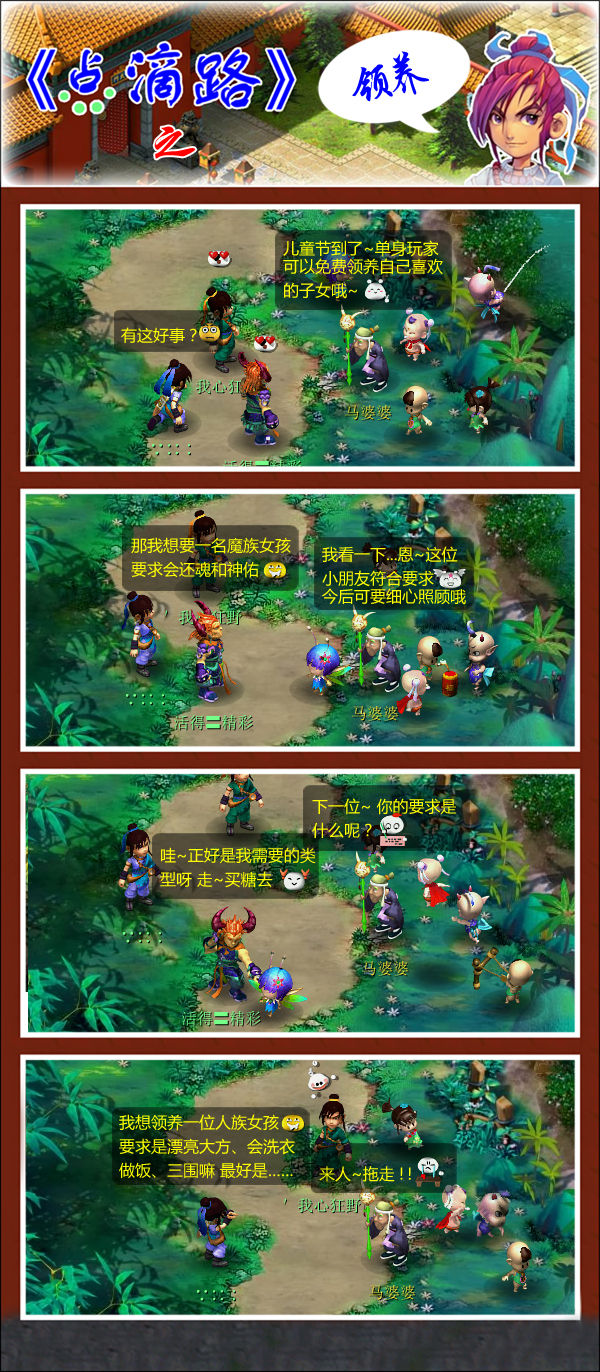 《点滴路》
之
领养
儿童节到了~单身玩家
可以免费领养自己喜欢
的子女哦~
有这好事？
我心狂
马婆婆
活得〓精彩
那我想要一名魔族女孩
要求会还魂和神佑
我看一下...恩~这位
小朋友符合要求
今后可要细心照顾哦
' 我心狂野
马婆婆
活得〓精彩
下一位~ 你的要求是
什么呢？
哇~正好是我需要的类
型呀 走~买糖去
马婆婆
活得〓精彩
我想领养一位人族女孩
要求是漂亮大方、会洗衣
做饭、三围嘛 最好是......
来人~拖走 ! !
' 我心狂野
马婆婆